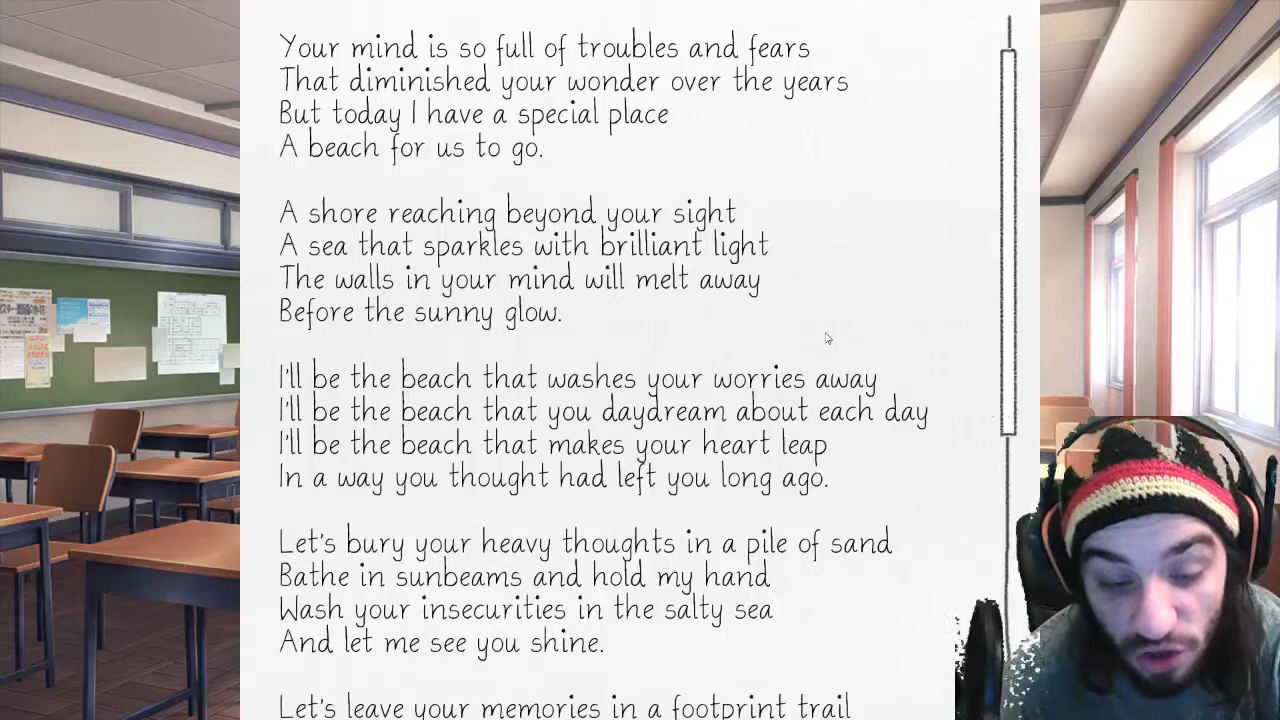 Your mind is so full of troubles and fears
That diminished your wonder over the years
But today I have a special place
A beach for us to go.
A shore reaching beyond your sight
A sea that sparkles with brilliant light
The walls in your mind will melt away
Before the sunny glow.
I'll be the beach that washes your worries away
I'll be the beach that you daydream about each day
I'll be the beach that makes your heart leap
In a way you thought had left you long ago.
Let's bury your heavy thoughts in a pile of sand
Bathe in sunbeams and hold my hand
Wash your insecurities in the salty sea
And let me see you shine.
Let's leave your memories in a footprint trail